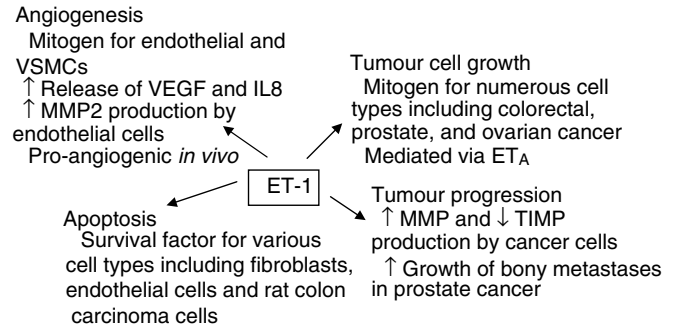 Angiogenesis
Mitogen for endothelial and
VSMCs
↑ Release of VEGF and IL8
↑ MMP2 production by
endothelial cells
Pro-angiogenic in vivo
Tumour cell growth
Mitogen for numerous cell
types including colorectal,
prostate, and ovarian cancer
Mediated via ETA
ET-1
Apoptosis
Survival factor for various
cell types including fibroblasts,
endothelial cells and rat colon
carcinoma cells
Tumour progression
↑ MMP and ↓ TIMP
production by cancer cells
↑ Growth of bony metastases
in prostate cancer